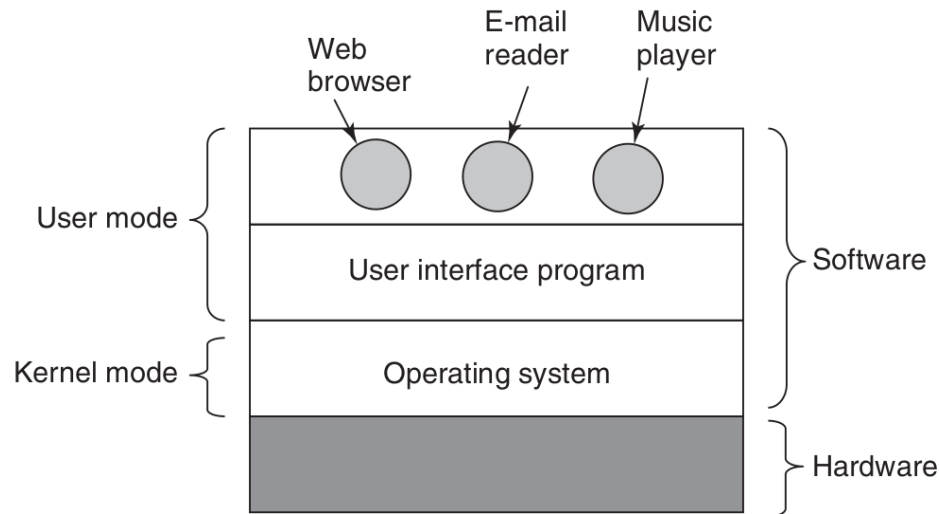 Web
browser
E-mail
reader
Music
player
User mode
User interface program
Software
Kernel mode
Operating system
Hardware